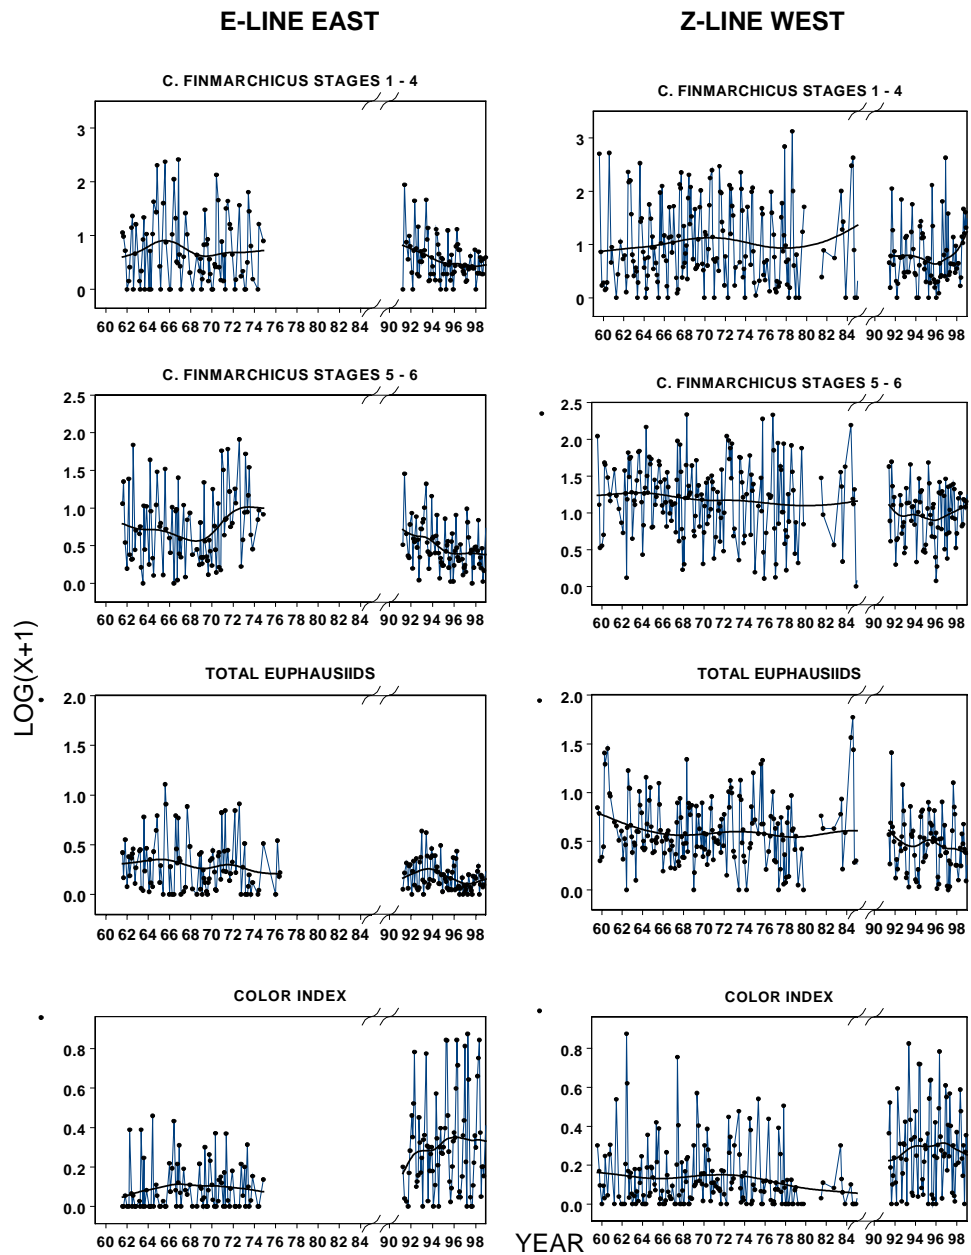 E-LINE EAST
Z-LINE WEST
C. FINMARCHICUS STAGES 1 - 4
3
2
1
0
60 62 64 66 68 70 72 74 76 78 80 82 84 90 92 94 96 98
C. FINMARCHICUS STAGES 1 - 4
3
2
1
0
60 62 64 66 68 70 72 74 76 78 80 82 84 90 92 94 96 98
C. FINMARCHICUS STAGES 5 - 6
2.5
2.0
1.5
1.0
0.5
0.0
60 62 64 66 68 70 72 74 76 78 80 82 84 90 92 94 96 98
C. FINMARCHICUS STAGES 5 - 6
2.5
2.0
1.5
1.0
0.5
0.0
60 62 64 66 68 70 72 74 76 78 80 82 84 90 92 94 96 98
LOG(X+1)
TOTAL EUPHAUSIIDS
2.0
1.5
1.0
0.5
0.0
60 62 64 66 68 70 72 74 76 78 80 82 84 90 92 94 96 98
TOTAL EUPHAUSIIDS
2.0
1.5
1.0
0.5
0.0
60 62 64 66 68 70 72 74 76 78 80 82 84 90 92 94 96 98
COLOR INDEX
0.8
0.6
0.4
0.2
0.0
60 62 64 66 68 70 72 74 76 78 80 82 84 90 92 94 96 98
COLOR INDEX
0.8
0.6
0.4
0.2
0.0
60 62 64 66 68 70 72 74 76 78 80 82 84 90 92 94 96 98
YEAR